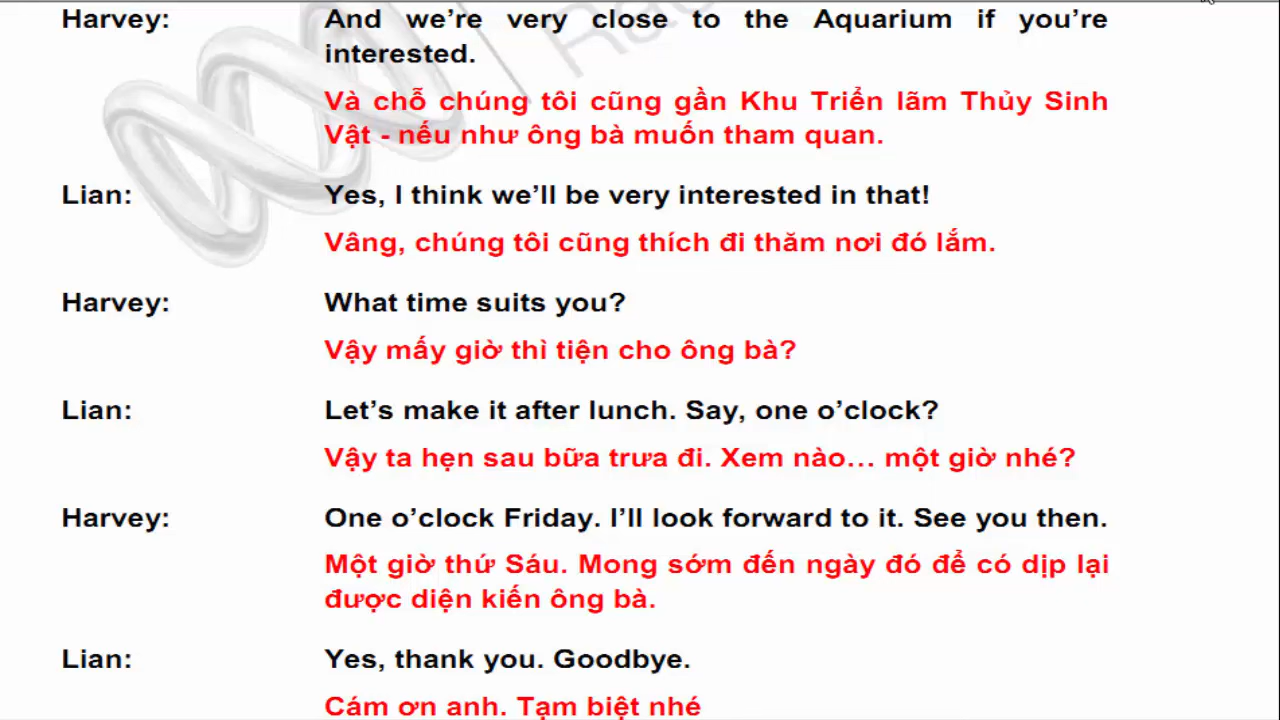 Harvey: And we're very close to the Aquarium if you're
interested.
Và chỗ chúng tôi cũng gần Khu Triển lãm Thủy Sinh
Vật - nếu như ông bà muốn tham quan.
Lian: Yes, I think we'll be very interested in that!
Vâng, chúng tôi cũng thích đi thăm nơi đó lắm.
Harvey: What time suits you?
Vậy mấy giờ thì tiện cho ông bà?
Lian: Let's make it after lunch. Say, one o'clock?
Vậy ta hẹn sau bữa trưa đi. Xem nào... một giờ nhé?
Harvey: One o'clock Friday. I'll look forward to it. See you then.
Một giờ thứ Sáu. Mong sớm đến ngày đó để có dịp lại
được diện kiến ông bà.
Lian: Yes, thank you. Goodbye.
Cám ơn anh. Tạm biệt nhé